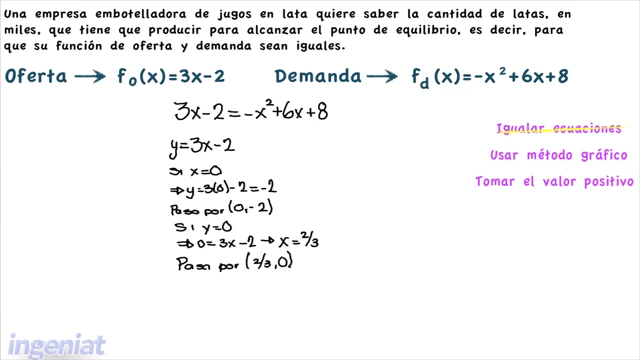 Una empresa embotelladora de jugos en lata quiere saber la cantidad de latas, en
miles, que tiene que producir para alcanzar el punto de equilibrio, es decir, para
que su función de oferta y demanda sean iguales.
Oferta → f₀(x)=3x-2 Demanda → f_d(x)=-x²+6x+8
3x-2=-x²+6x+8
Igualar ecuaciones
y=3x-2
Usar método gráfico
Si x=0
Tomar el valor positivo
⇒y=3(0)-2=-2
Pasa por (0,-2)
Si y=0
⇒0=3x-2→x=2/3
Pasa por (2/3,0)
ingeniat